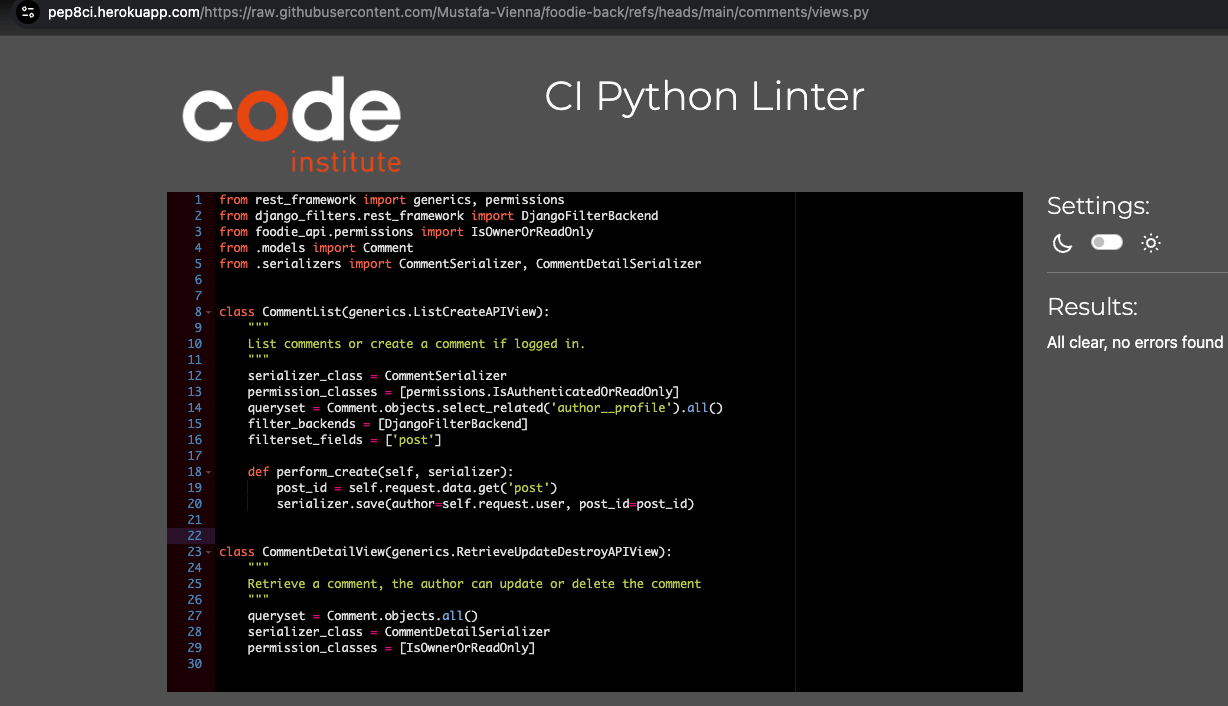 pep8ci.herokuapp.com/https://raw.githubusercontent.com/Mustafa-Vienna/foodie-back/refs/heads/main/comments/views.py
code
institute
CI Python Linter
1 from rest_framework import generics, permissions
2 from django_filters.rest_framework import DjangoFilterBackend
3 from foodie_api.permissions import IsOwnerOrReadOnly
4 from .models import Comment
5 from .serializers import CommentSerializer, CommentDetailSerializer
6
7
8 class CommentList(generics.ListCreateAPIView):
9     """
10     List comments or create a comment if logged in.
11     """
12     serializer_class = CommentSerializer
13     permission_classes = [permissions.IsAuthenticatedOrReadOnly]
14     queryset = Comment.objects.select_related('author__profile').all()
15     filter_backends = [DjangoFilterBackend]
16     filterset_fields = ['post']
17
18     def perform_create(self, serializer):
19         post_id = self.request.data.get('post')
20         serializer.save(author=self.request.user, post_id=post_id)
21
22
23 class CommentDetailView(generics.RetrieveUpdateDestroyAPIView):
24     """
25     Retrieve a comment, the author can update or delete the comment
26     """
27     queryset = Comment.objects.all()
28     serializer_class = CommentDetailSerializer
29     permission_classes = [IsOwnerOrReadOnly]
30
Settings:
Results:
All clear, no errors found